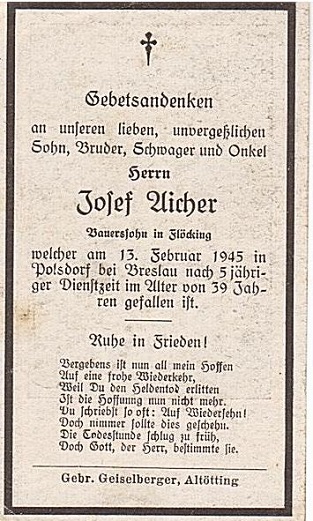 Gebetsandenken
an unseren lieben, unvergeßlichen
Sohn, Bruder, Schwager und Onkel
Herrn
Josef Aicher
Bauerssohn in Flöcking
welcher am 13. Februar 1945 in
Polsdorf bei Breslau nach 5 jähri-
ger Dienstzeit im Alter von 39 Jah-
ren gefallen ist.
Ruhe in Frieden!
Vergebens ist nun all mein Hoffen
Auf eine frohe Wiederkehr,
Weil Du den Heldentod erlitten
Ist die Hoffnung nun nicht mehr.
Du schriebst so oft: Auf Wiedersehn!
Doch nimmer sollte dies geschehn.
Die Todesstunde schlug zu früh,
Doch Gott, der Herr, bestimmte sie.
Gebr. Geiselberger, Altötting